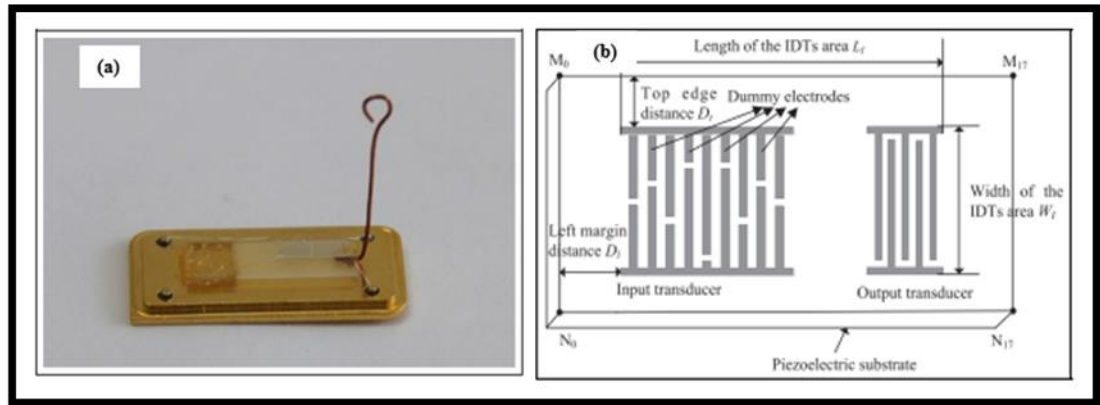 (a)
(b)
Length of the IDTs area Lt
M0
M17
Top edge
distance Dt
Dummy electrodes
Width of the
IDTs area Wt
Left margin
distance Dl
Input transducer
Output transducer
N0
N17
Piezoelectric substrate